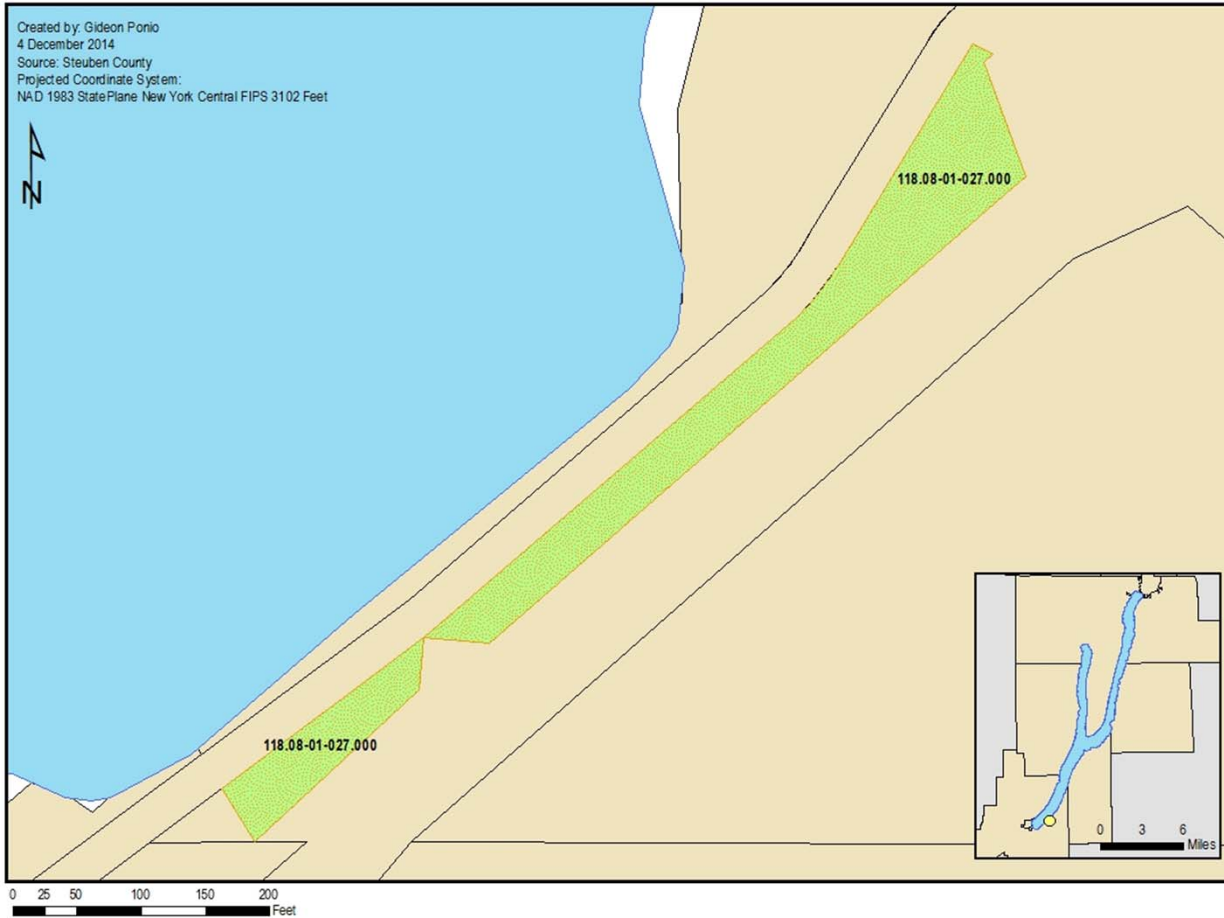 Created by: Gideon Ponio
4 December 2014
Source: Steuben County
Projected Coordinate System:
NAD 1983 StatePlane New York Central FIPS 3102 Feet
N
118.08-01-027.000
118.08-01-027.000
0 3 6
Miles
0 25 50 100 150 200
Feet